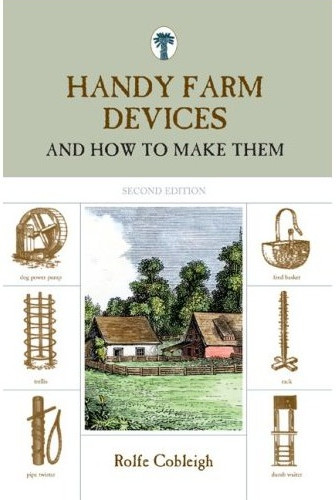 HANDY FARM
DEVICES
AND HOW TO MAKE THEM
SECOND EDITION
dog power pump
feed basket
trellis
rack
pipe twister
dumb waiter
Rolfe Cobleigh